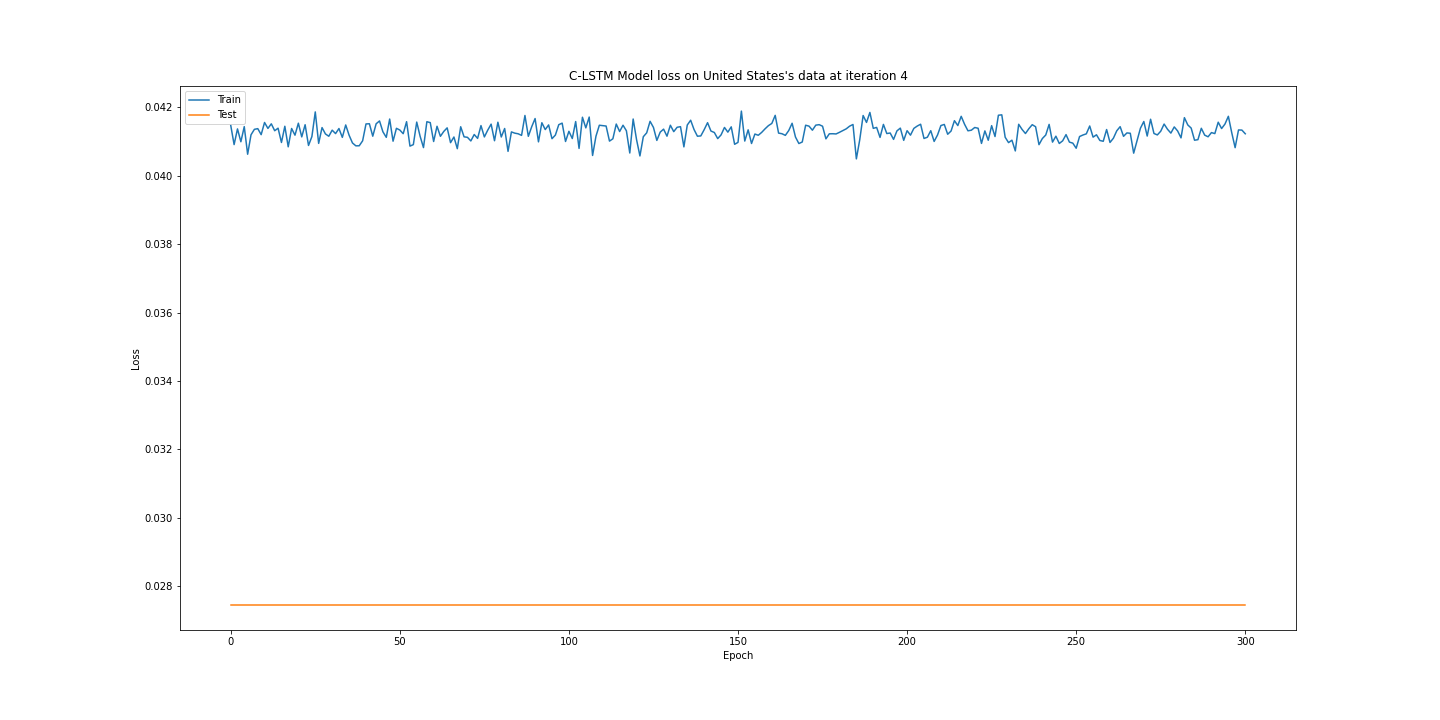 C-LSTM Model loss on United States's data at iteration 4
Train
Test
0.042
0.040
0.038
0.036
0.034
0.032
0.030
0.028
Loss
0 50 100 150 200 250 300
Epoch